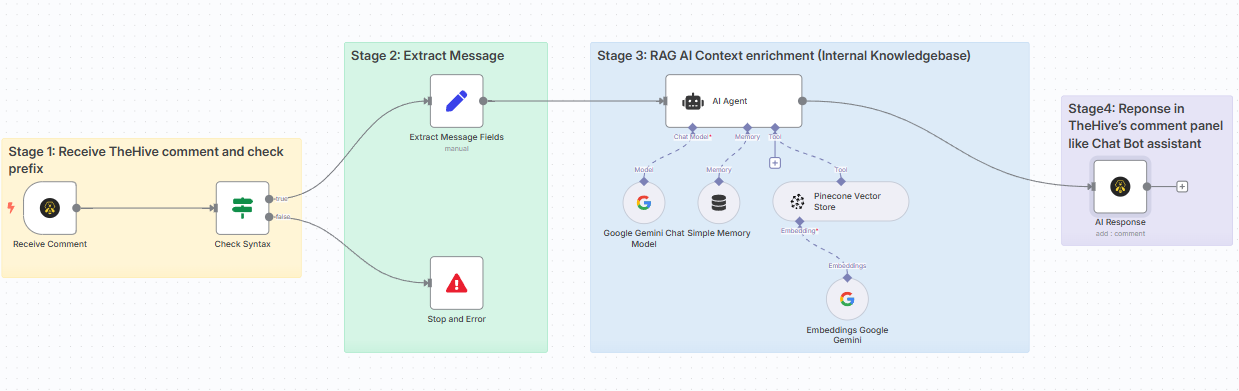 Stage 1: Receive TheHive comment and check
prefix
Receive Comment
Check Syntax
true
false
Stage 2: Extract Message
Extract Message Fields
manual
Stop and Error
Stage 3: RAG AI Context enrichment (Internal Knowledgebase)
AI Agent
Chat Model*
Memory
Tool
Model
Memory
Tool
Google Gemini Chat
Model
Simple Memory
Pinecone Vector
Store
Embedding*
Embeddings
Embeddings Google
Gemini
Stage4: Reponse in
TheHive's comment panel
like Chat Bot assistant
AI Response
add : comment